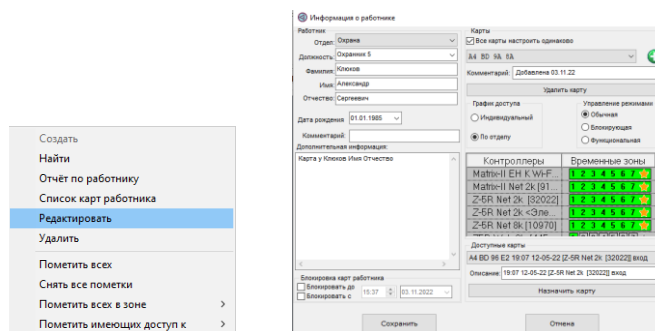 Создать
Найти
Отчёт по работнику
Список карт работника
Редактировать
Удалить
Пометить всех
Снять все пометки
Пометить всех в зоне
Пометить имеющих доступ к
Информация о работнике
Работник
Отдел: Охрана
Должность: Охранник 5
Фамилия: Клюков
Имя: Александр
Отчество: Сергеевич
Дата рождения 01.01.1985
Комментарий:
Дополнительная информация:
Карта у Клюков Имя Отчество
Блокировка карт работника
Блокировать до
Блокировать с
15:37 03.11.2022
Сохранить
Карты
Все карты настроить одинаково
A4 BD 9A 6A
Комментарий: Добавлена 03.11.22
Удалить карту
График доступа
Индивидуальный
По отделу
Управление режимами
Обычная
Блокирующая
Функциональная
Контроллеры Временные зоны
Matrix-II EH K Wi-F... 1 2 3 4 5 6 7
Matrix-II Net 2k [91... 1 2 3 4 5 6 7
Z-5R Net 2k [32022] 1 2 3 4 5 6 7
Z-5R Net 2k <Эле... 1 2 3 4 5 6 7
Z-5R Net 8k [10970] 1 2 3 4 5 6 7
Доступные карты
A4 BD 96 E2 19:07 12-05-22 [Z-5R Net 2k [32022]] вход
Описание: 19:07 12-05-22 [Z-5R Net 2k [32022]] вход
Назначить карту
Отмена